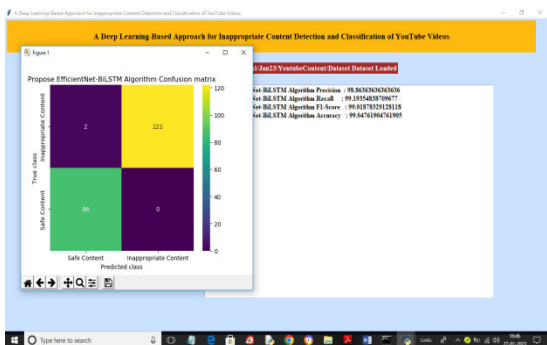 A Deep Learning-Based Approach for Inappropriate Content Detection and Classification of YouTube Videos
A Deep Learning-Based Approach for Inappropriate Content Detection and Classification of YouTube Videos
Figure 1
/Jan23/YoutubeContent/Dataset Dataset Loaded
Net-BiLSTM Algorithm Precision : 98.86363636363636
Net-BiLSTM Algorithm Recall : 99.19354838709677
Net-BiLSTM Algorithm F1-Score : 99.01878329128118
Net-BiLSTM Algorithm Accuracy : 99.04761904761905
Propose EfficientNet-BiLSTM Algorithm Confusion matrix
True class
Inappropriate Content
Safe Content
2
122
86
0
Safe Content
Inappropriate Content
Predicted class
120
100
80
60
40
20
0
Type here to search
Links